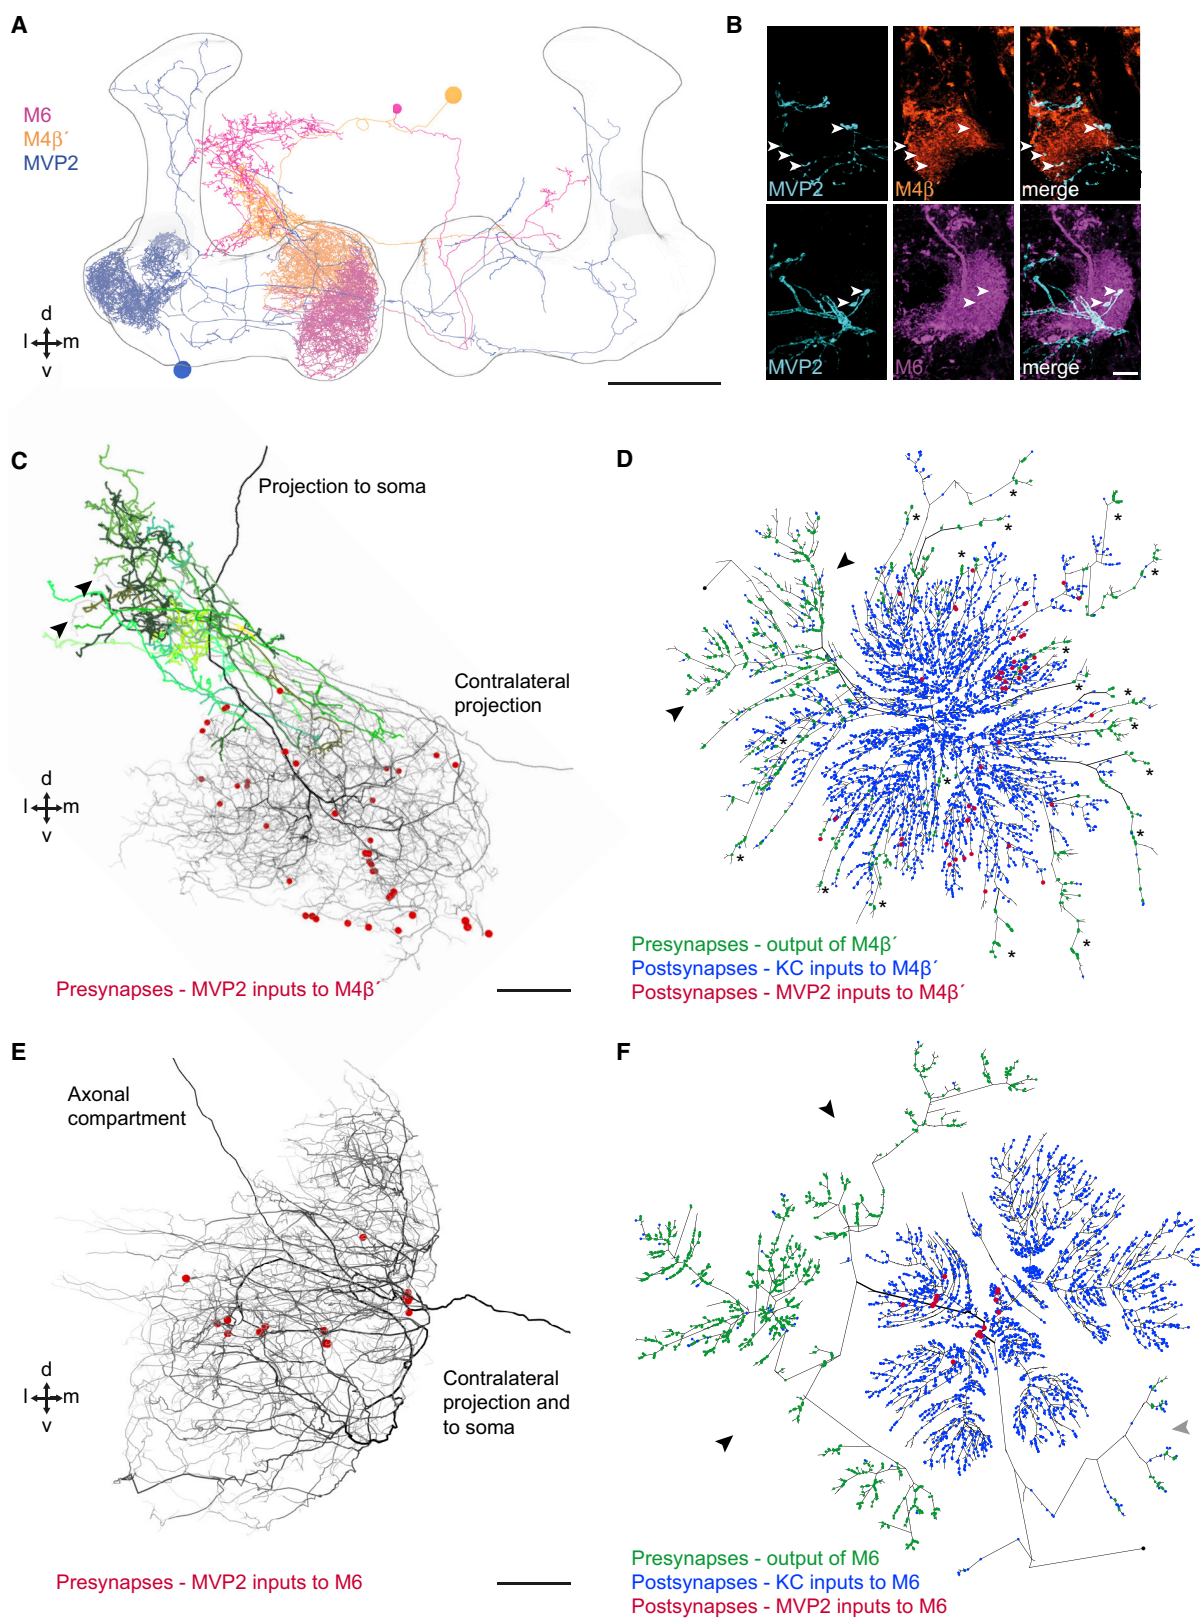 A
M6
M4β´
MVP2
d
l m
v
B
MVP2
M4β´
merge
MVP2
M6
merge
C
Projection to soma
Contralateral
projection
d
l m
v
Presynapses - MVP2 inputs to M4β´
D
* * * * * * * * * * * * * * * * * *
Presynapses - output of M4β´
Postsynapses - KC inputs to M4β´
Postsynapses - MVP2 inputs to M4β´
E
Axonal
compartment
Contralateral
projection and
to soma
d
l m
v
Presynapses - MVP2 inputs to M6
F
Presynapses - output of M6
Postsynapses - KC inputs to M6
Postsynapses - MVP2 inputs to M6